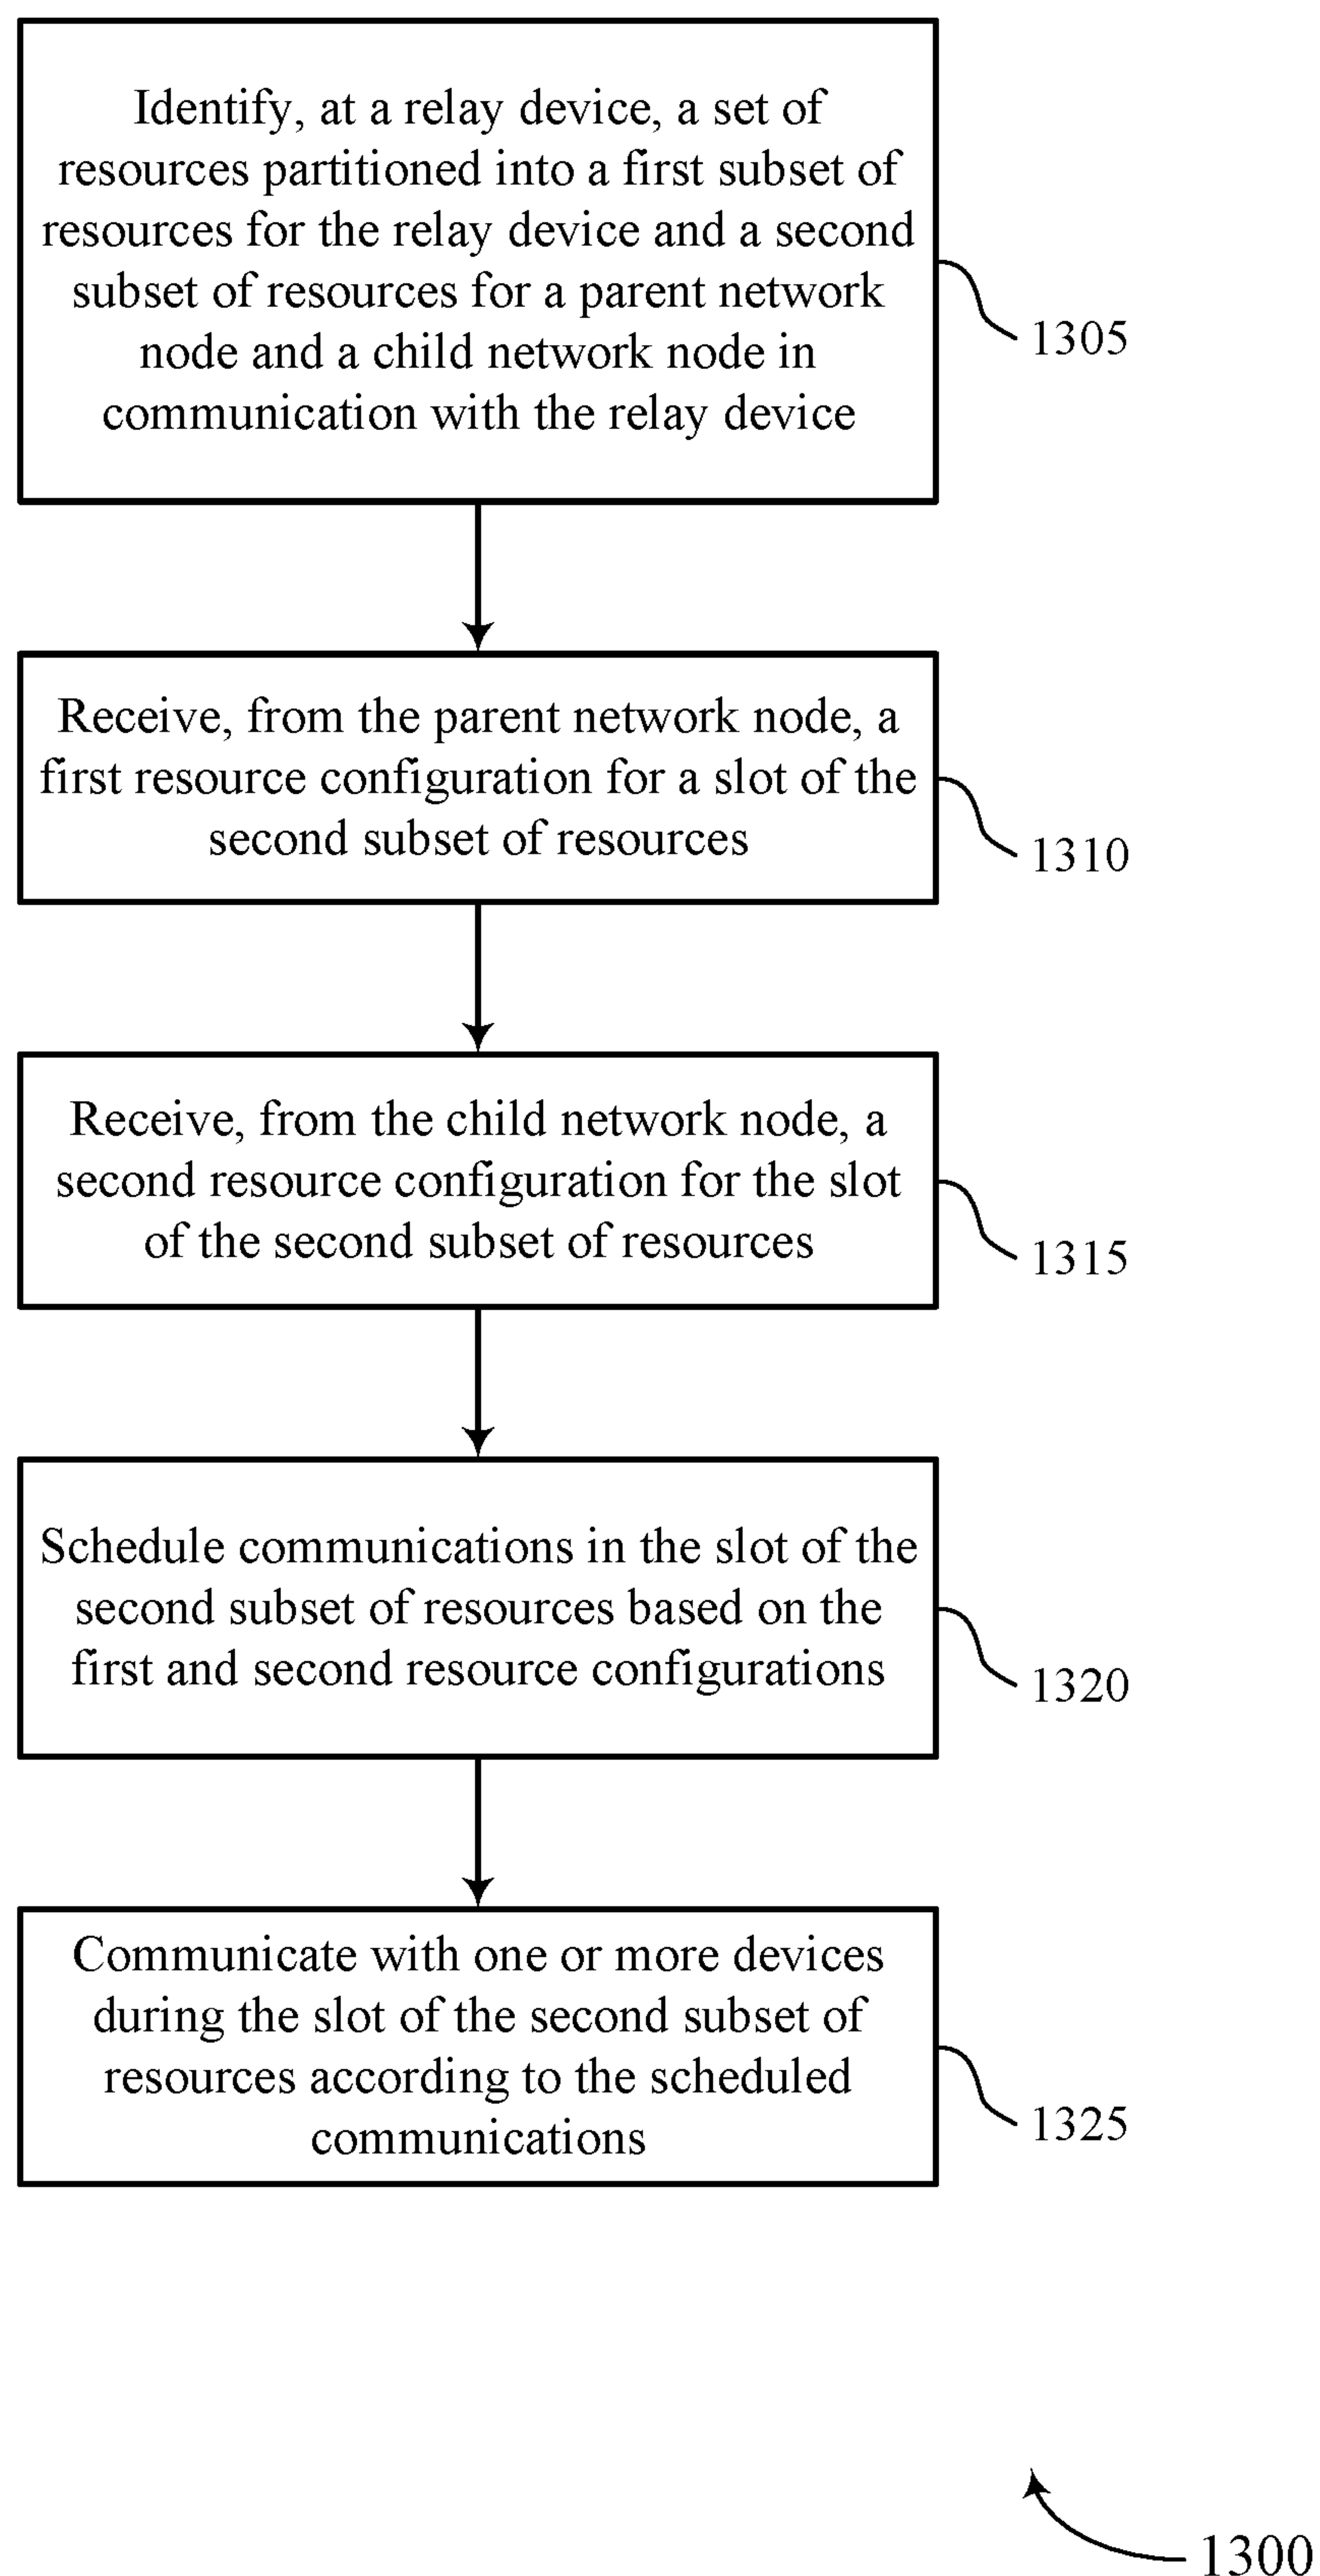 Identify, at a relay device, a set of
resources partitioned into a first subset of
resources for the relay device and a second
subset of resources for a parent network
node and a child network node in
communication with the relay device
1305
Receive, from the parent network node, a
first resource configuration for a slot of the
second subset of resources
1310
Receive, from the child network node, a
second resource configuration for the slot
of the second subset of resources
1315
Schedule communications in the slot of the
second subset of resources based on the
first and second resource configurations
1320
Communicate with one or more devices
during the slot of the second subset of
resources according to the scheduled
communications
1325
1300